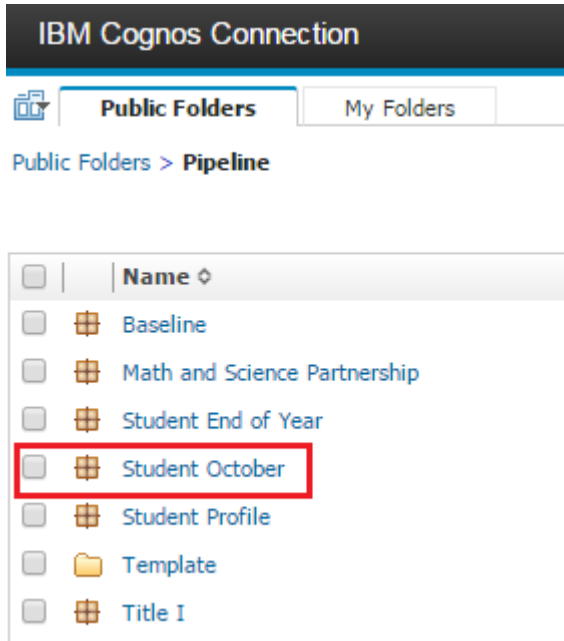 IBM Cognos Connection
Public Folders My Folders
Public Folders > Pipeline
Name
Baseline
Math and Science Partnership
Student End of Year
Student October
Student Profile
Template
Title I